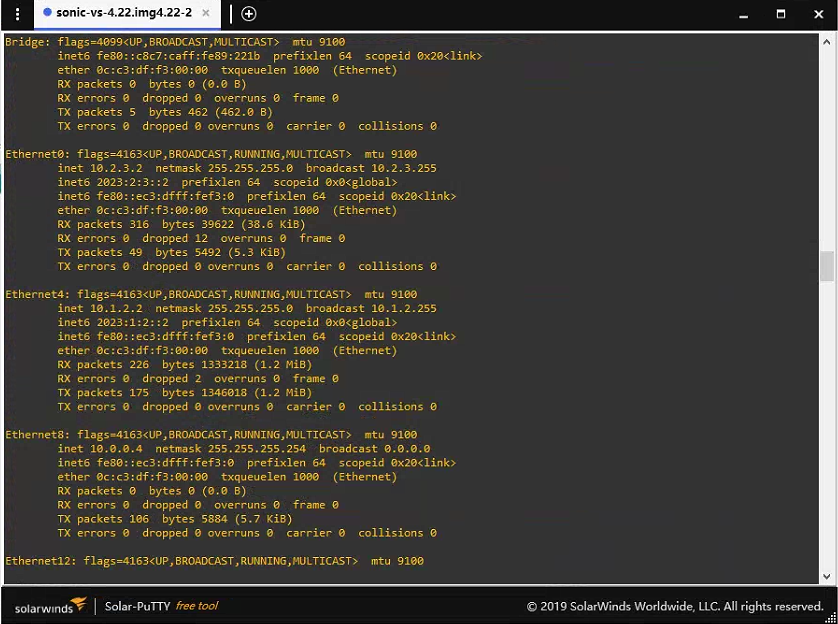 sonic-vs-4.22.img4.22-2
Bridge: flags=4099<UP,BROADCAST,MULTICAST>  mtu 9100
        inet6 fe80::c8c7:caff:fe89:221b  prefixlen 64  scopeid 0x20<link>
        ether 0c:c3:df:f3:00:00  txqueuelen 1000  (Ethernet)
        RX packets 0  bytes 0 (0.0 B)
        RX errors 0  dropped 0  overruns 0  frame 0
        TX packets 5  bytes 462 (462.0 B)
        TX errors 0  dropped 0 overruns 0  carrier 0  collisions 0

Ethernet0: flags=4163<UP,BROADCAST,RUNNING,MULTICAST>  mtu 9100
        inet 10.2.3.2  netmask 255.255.255.0  broadcast 10.2.3.255
        inet6 2023:2:3::2  prefixlen 64  scopeid 0x0<global>
        inet6 fe80::ec3:dfff:fef3:0  prefixlen 64  scopeid 0x20<link>
        ether 0c:c3:df:f3:00:00  txqueuelen 1000  (Ethernet)
        RX packets 316  bytes 39622 (38.6 KiB)
        RX errors 0  dropped 12  overruns 0  frame 0
        TX packets 49  bytes 5492 (5.3 KiB)
        TX errors 0  dropped 0 overruns 0  carrier 0  collisions 0

Ethernet4: flags=4163<UP,BROADCAST,RUNNING,MULTICAST>  mtu 9100
        inet 10.1.2.2  netmask 255.255.255.0  broadcast 10.1.2.255
        inet6 2023:1:2::2  prefixlen 64  scopeid 0x0<global>
        inet6 fe80::ec3:dfff:fef3:0  prefixlen 64  scopeid 0x20<link>
        ether 0c:c3:df:f3:00:00  txqueuelen 1000  (Ethernet)
        RX packets 226  bytes 1333218 (1.2 MiB)
        RX errors 0  dropped 2  overruns 0  frame 0
        TX packets 175  bytes 1346018 (1.2 MiB)
        TX errors 0  dropped 0 overruns 0  carrier 0  collisions 0

Ethernet8: flags=4163<UP,BROADCAST,RUNNING,MULTICAST>  mtu 9100
        inet 10.0.0.4  netmask 255.255.255.254  broadcast 0.0.0.0
        inet6 fe80::ec3:dfff:fef3:0  prefixlen 64  scopeid 0x20<link>
        ether 0c:c3:df:f3:00:00  txqueuelen 1000  (Ethernet)
        RX packets 0  bytes 0 (0.0 B)
        RX errors 0  dropped 0  overruns 0  frame 0
        TX packets 106  bytes 5884 (5.7 KiB)
        TX errors 0  dropped 0 overruns 0  carrier 0  collisions 0

Ethernet12: flags=4163<UP,BROADCAST,RUNNING,MULTICAST>  mtu 9100
solarwinds Solar-PuTTY free tool © 2019 SolarWinds Worldwide, LLC. All rights reserved.